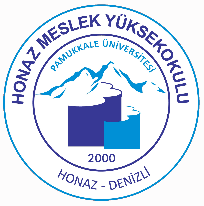 HONAZ MESLEK YÜKSEKOKULU
PAMUKKALE ÜNİVERSİTESİ
2000
HONAZ - DENİZLİ